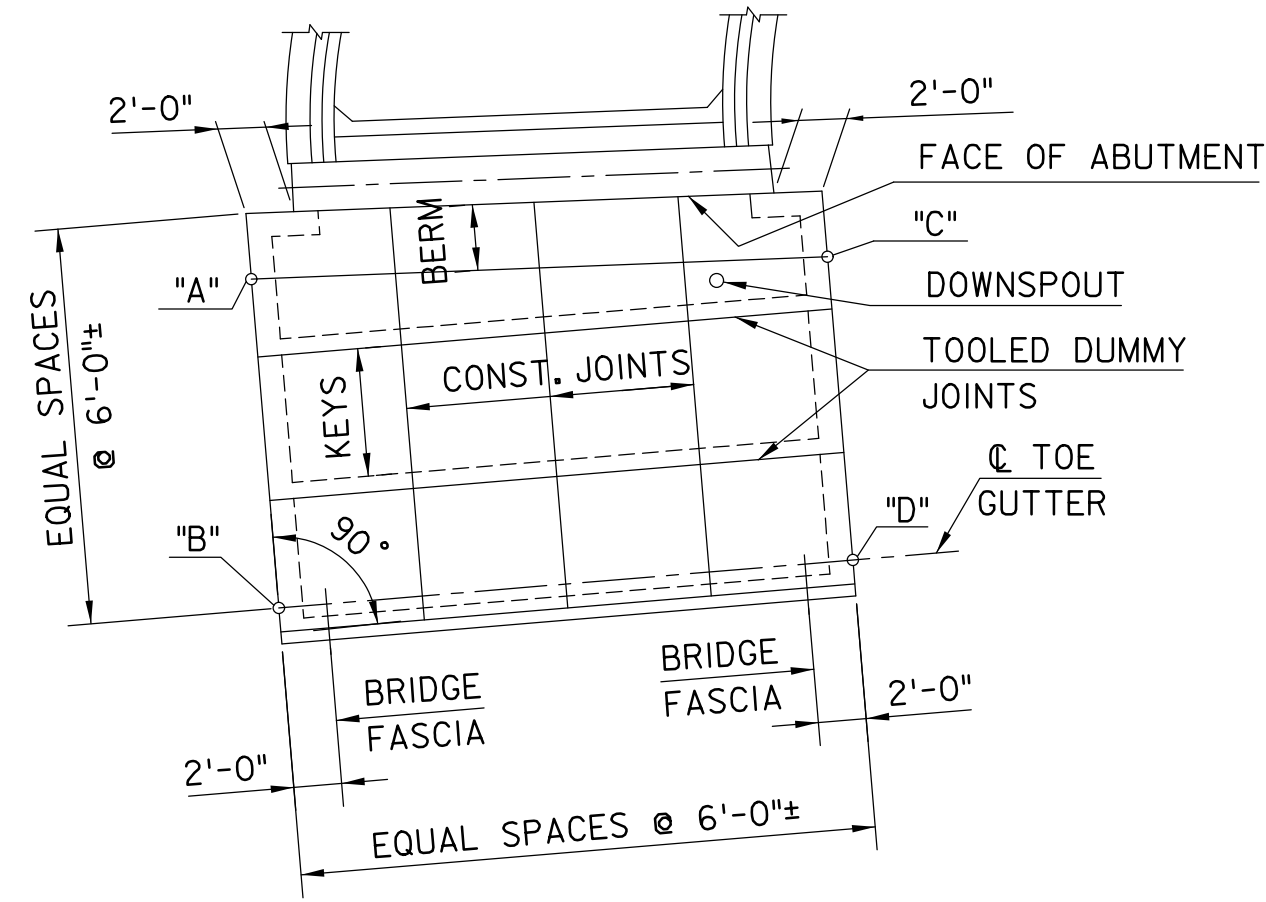 2'-0"
2'-0"
FACE OF ABUTMENT
"C"
BERM
"A"
DOWNSPOUT
EQUAL SPACES
@ 6'-0"±
TOOLED DUMMY
JOINTS
CONST. JOINTS
KEYS
℄ TOE
GUTTER
"B"
90°
"D"
BRIDGE
FASCIA
BRIDGE
FASCIA
2'-0"
2'-0"
EQUAL SPACES @ 6'-0"±